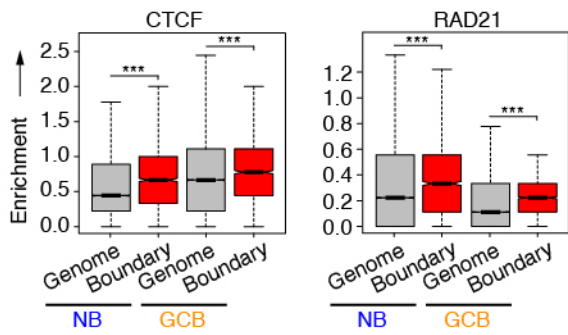 CTCF
Enrichment
2.5
2.0
1.5
1.0
0.5
0.0
***
***
Genome
Boundary
Genome
Boundary
NB
GCB
RAD21
1.2
1.0
0.8
0.6
0.4
0.2
0.0
***
***
Genome
Boundary
Genome
Boundary
NB
GCB